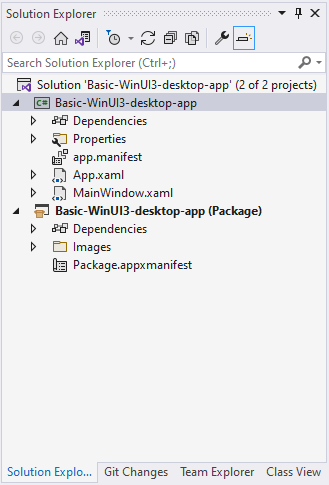 Solution Explorer
Search Solution Explorer (Ctrl+;)
Solution 'Basic-WinUI3-desktop-app' (2 of 2 projects)
C# Basic-WinUI3-desktop-app
Dependencies
Properties
app.manifest
App.xaml
MainWindow.xaml
Basic-WinUI3-desktop-app (Package)
Dependencies
Images
Package.appxmanifest
Solution Explo... Git Changes Team Explorer Class View